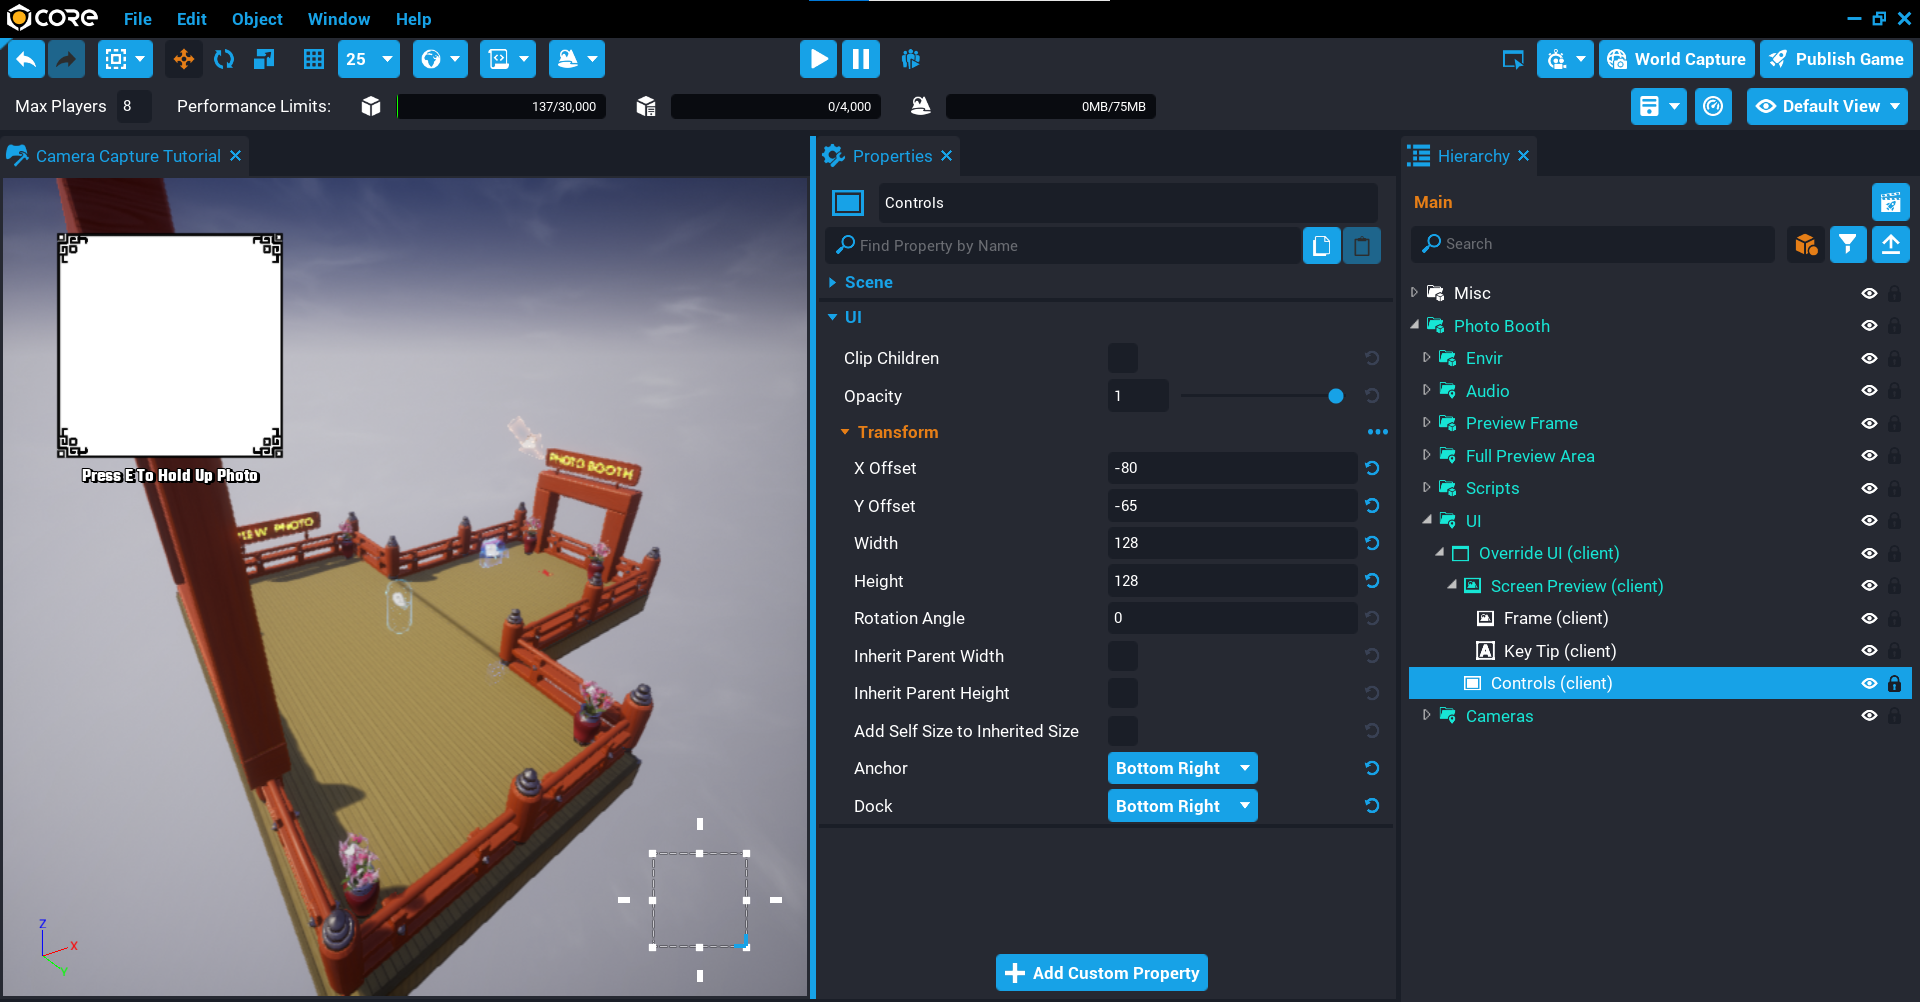 CORE File Edit Object Window Help
25 World Capture Publish Game
Max Players 8 Performance Limits: 137/30,000 0/4,000 0MB/75MB Default View
Camera Capture Tutorial
Properties
Hierarchy
Controls
Find Property by Name
Scene
UI
Clip Children
Opacity 1
Transform
X Offset -80
Y Offset -65
Width 128
Height 128
Rotation Angle 0
Inherit Parent Width
Inherit Parent Height
Add Self Size to Inherited Size
Anchor Bottom Right
Dock Bottom Right
Add Custom Property
Main
Search
Misc
Photo Booth
Envir
Audio
Preview Frame
Full Preview Area
Scripts
UI
Override UI (client)
Screen Preview (client)
Frame (client)
Key Tip (client)
Controls (client)
Cameras
Press E To Hold Up Photo
PHOTO BOOTH
PHOTO
Z
X
Y